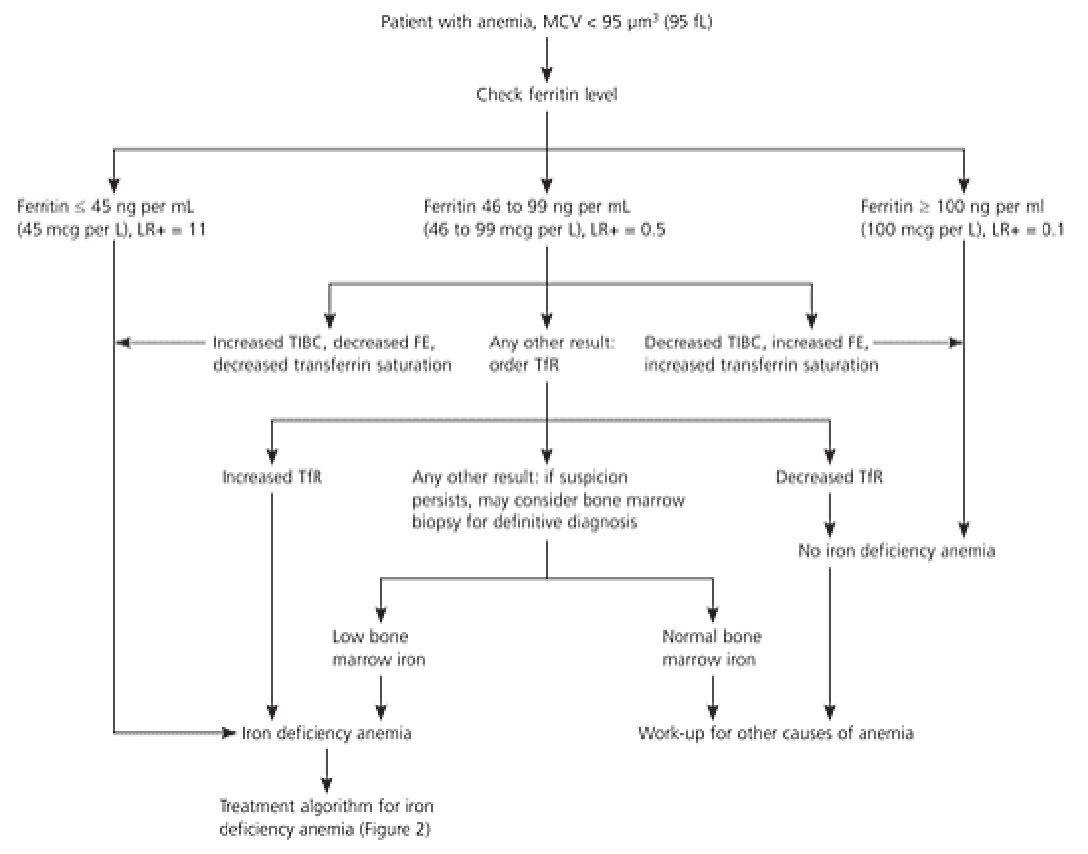 Patient with anemia, MCV < 95 µm³ (95 fL)
Check ferritin level
Ferritin ≤ 45 ng per mL
(45 mcg per L), LR+ = 11
Ferritin 46 to 99 ng per mL
(46 to 99 mcg per L), LR+ = 0.5
Ferritin ≥ 100 ng per ml
(100 mcg per L), LR+ = 0.1
Increased TIBC, decreased FE,
decreased transferrin saturation
Any other result:
order TfR
Decreased TIBC, increased FE,
increased transferrin saturation
Increased TfR
Any other result: if suspicion
persists, may consider bone marrow
biopsy for definitive diagnosis
Decreased TfR
No iron deficiency anemia
Low bone
marrow iron
Normal bone
marrow iron
Iron deficiency anemia
Work-up for other causes of anemia
Treatment algorithm for iron
deficiency anemia (Figure 2)